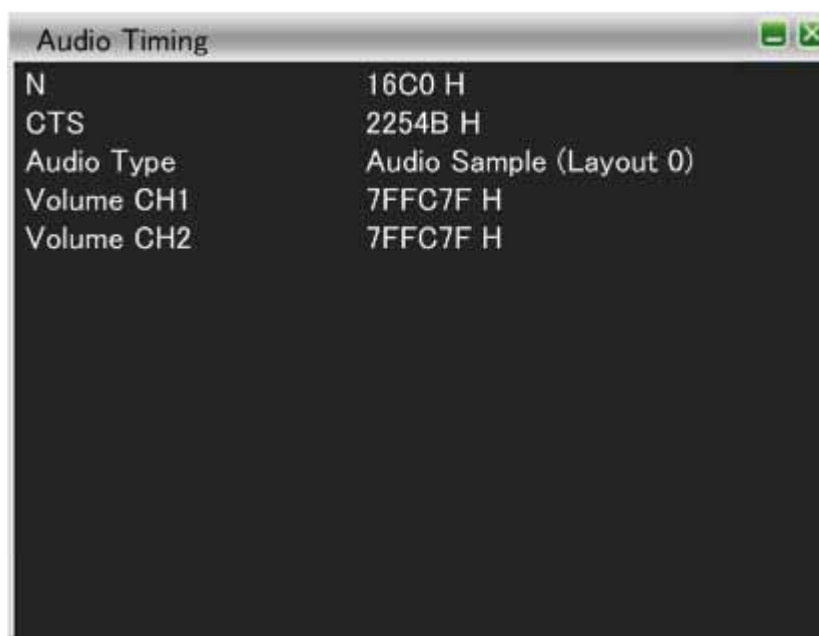 Audio Timing
N 16C0 H
CTS 2254B H
Audio Type Audio Sample (Layout 0)
Volume CH1 7FFC7F H
Volume CH2 7FFC7F H